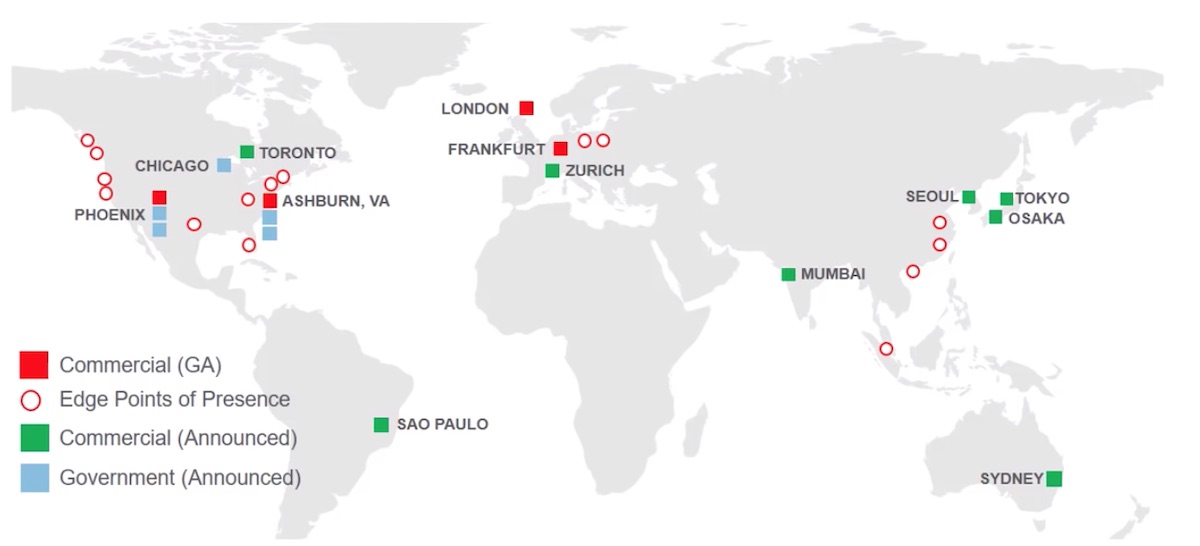 LONDON
FRANKFURT
ZURICH
CHICAGO
TORONTO
PHOENIX
ASHBURN, VA
SEOUL
TOKYO
OSAKA
MUMBAI
SAO PAULO
SYDNEY
Commercial (GA)
Edge Points of Presence
Commercial (Announced)
Government (Announced)